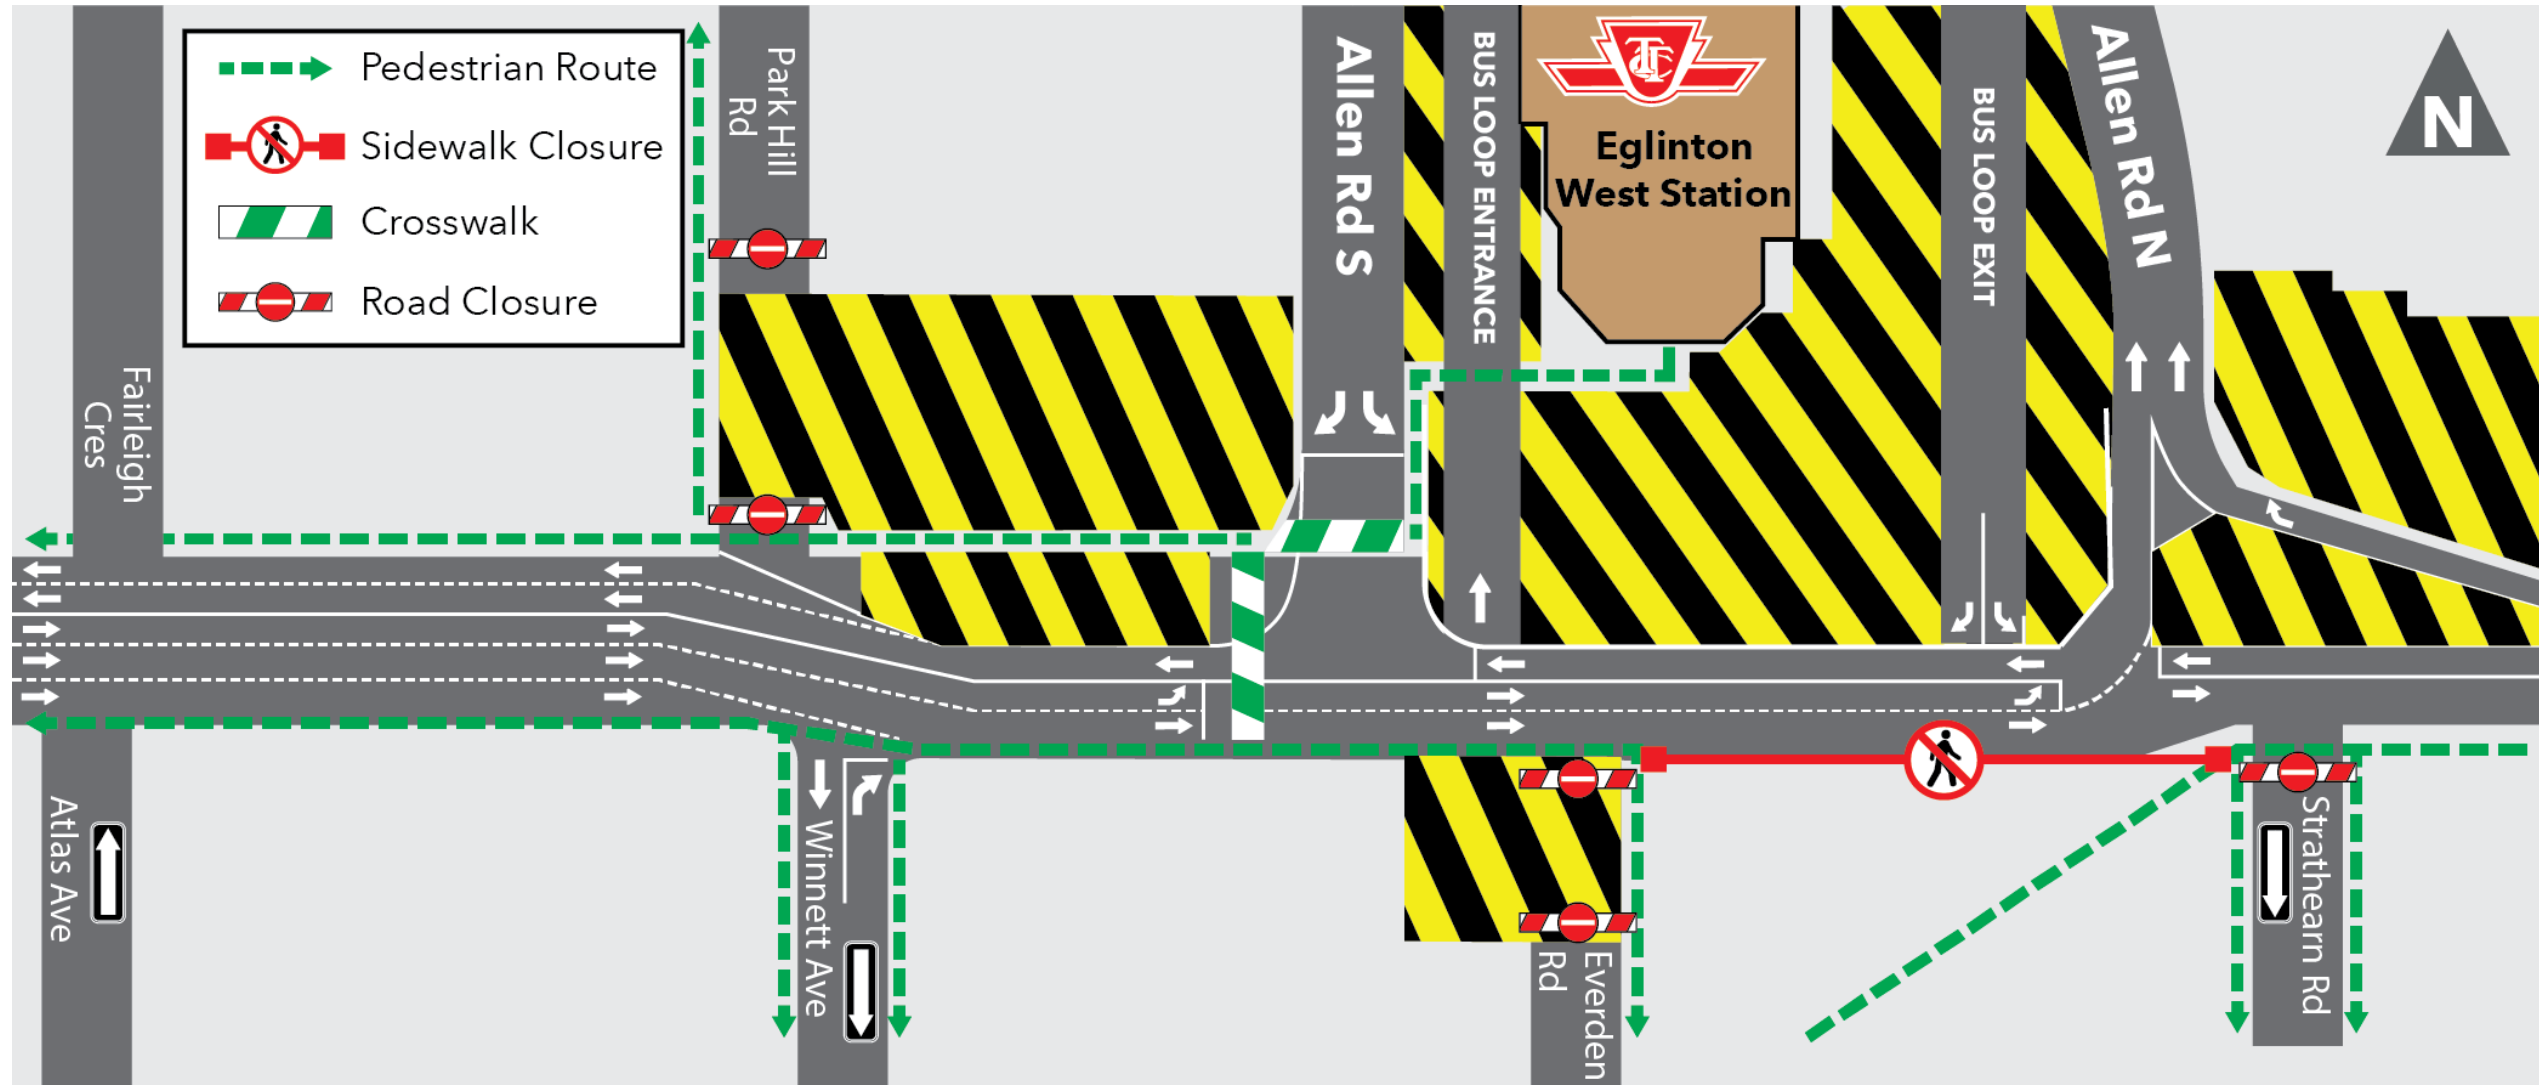 Pedestrian Route
Sidewalk Closure
Crosswalk
Road Closure
Park Hill
Rd
Allen Rd S
BUS LOOP ENTRANCE
TTC
Eglinton
West Station
BUS LOOP EXIT
Allen Rd N
N
Fairleigh
Cres
Atlas Ave
Winnett Ave
Everden
Rd
Strathearn Rd